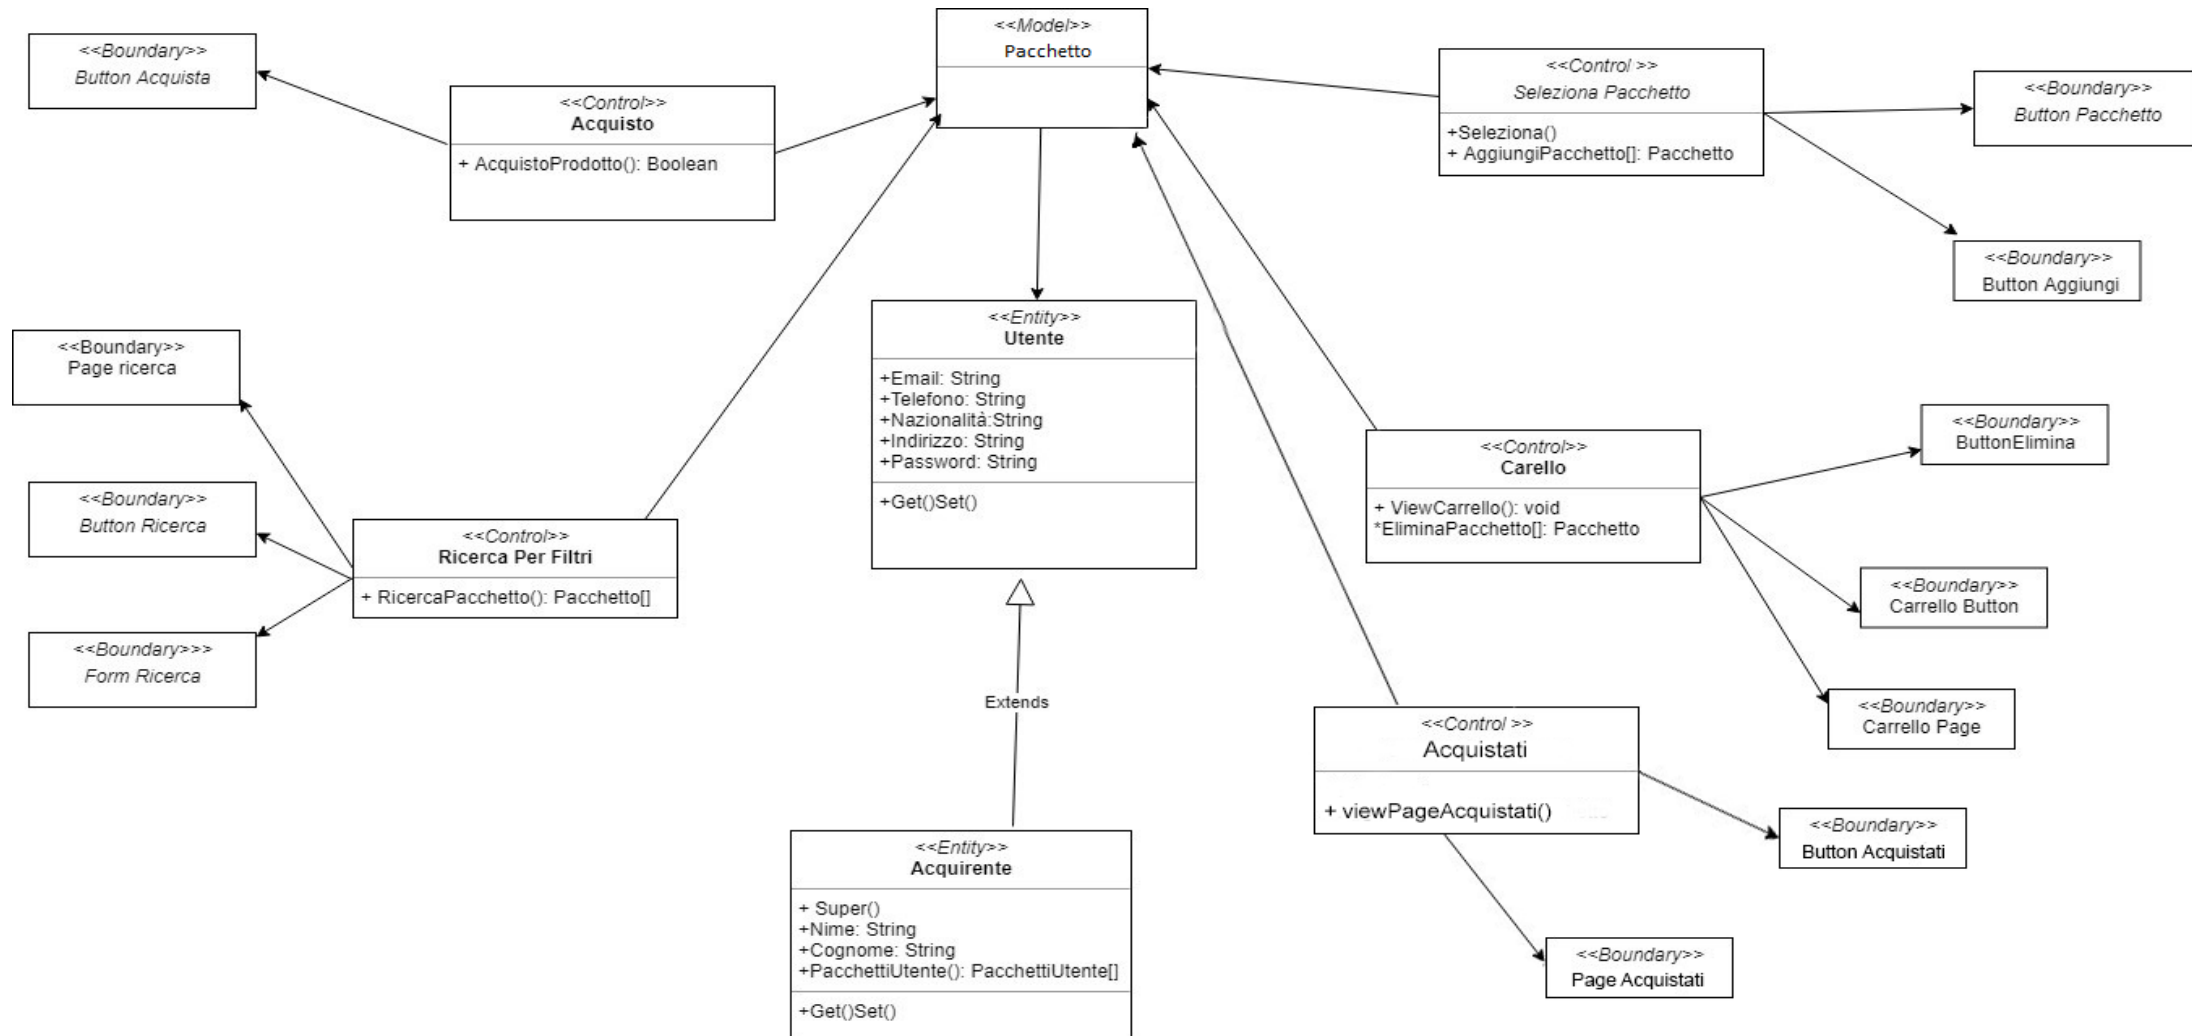 <<Model>>
Pacchetto
<<Boundary>>
Button Acquista
<<Control>>
Acquisto
+ AcquistoProdotto(): Boolean
<<Control >>
Seleziona Pacchetto
+Seleziona()
+ AggiungiPacchetto[]: Pacchetto
<<Boundary>>
Button Pacchetto
<<Boundary>>
Button Aggiungi
<<Entity>>
Utente
+Email: String
+Telefono: String
+Nazionalità:String
+Indirizzo: String
+Password: String
+Get()Set()
<<Boundary>>
Page ricerca
<<Boundary>>
Button Ricerca
<<Boundary>>>
Form Ricerca
<<Control>>
Ricerca Per Filtri
+ RicercaPacchetto(): Pacchetto[]
<<Control>>
Carello
+ ViewCarrello(): void
*EliminaPacchetto[]: Pacchetto
<<Boundary>>
ButtonElimina
<<Boundary>>
Carrello Button
<<Boundary>>
Carrello Page
Extends
<<Control >>
Acquistati
+ viewPageAcquistati()
<<Boundary>>
Button Acquistati
<<Boundary>>
Page Acquistati
<<Entity>>
Acquirente
+ Super()
+Nime: String
+Cognome: String
+PacchettiUtente(): PacchettiUtente[]
+Get()Set()